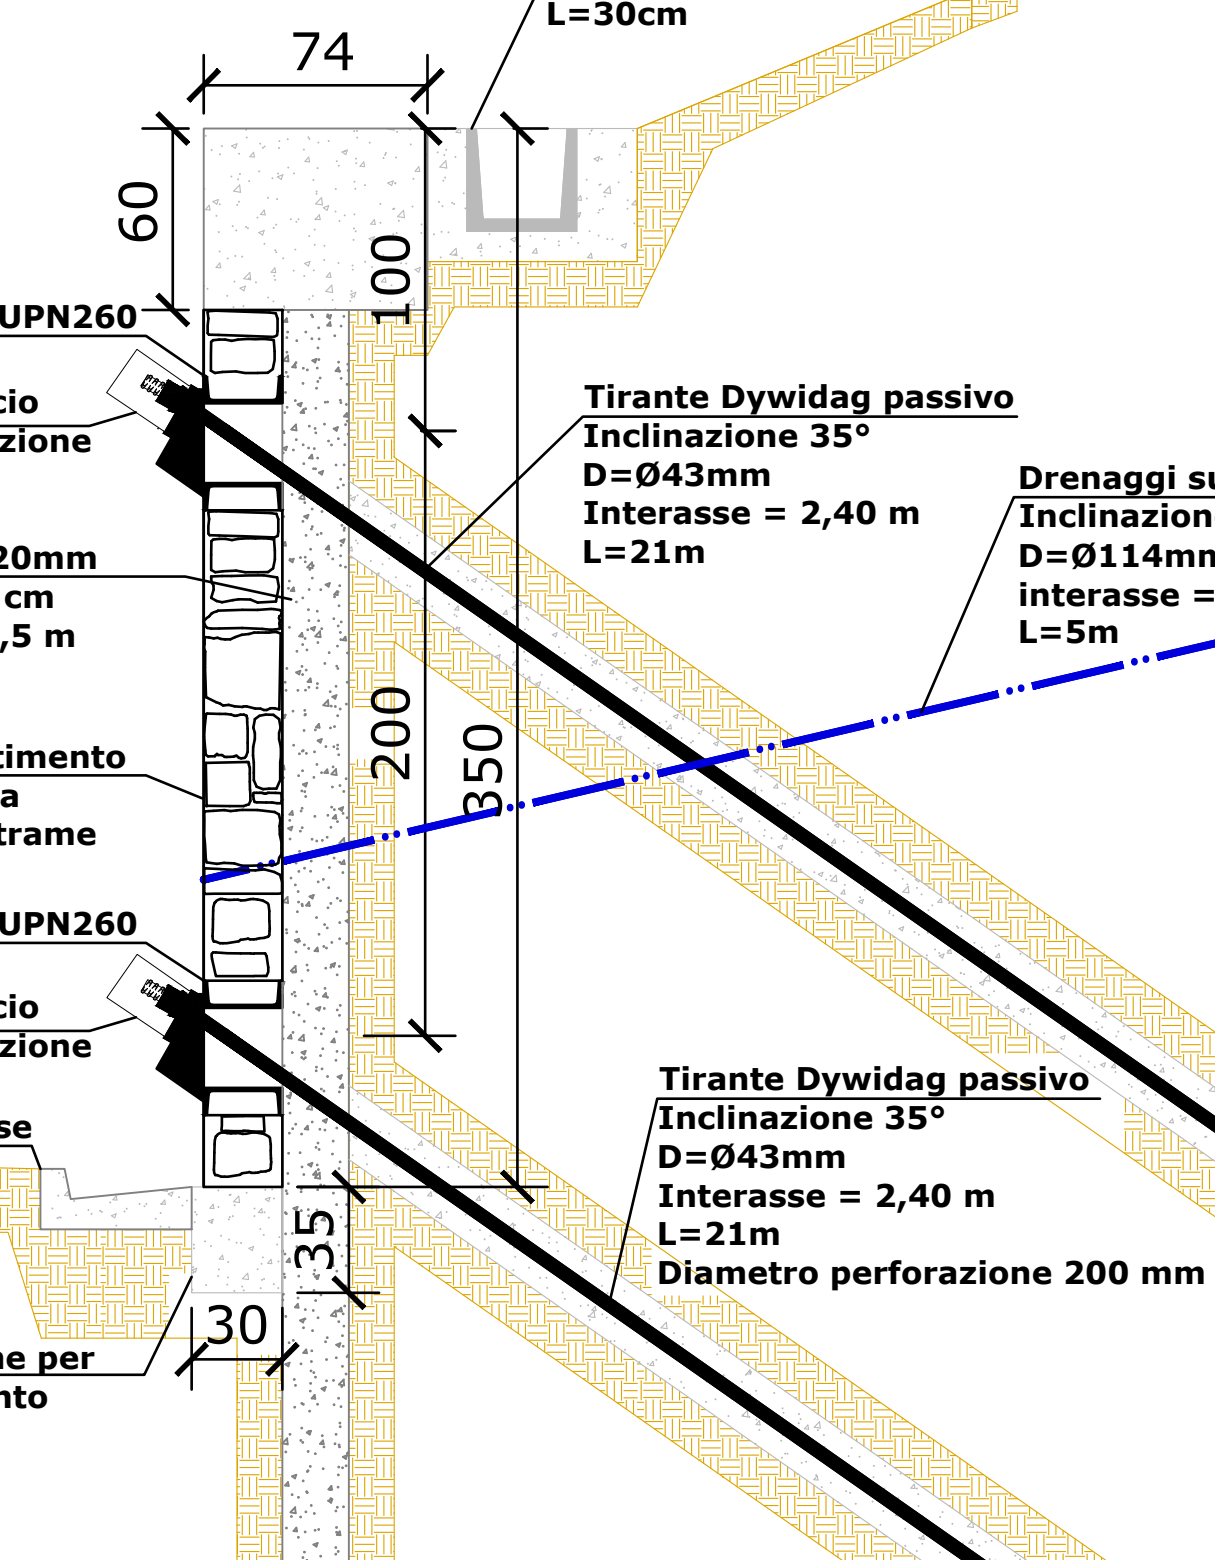 L=30cm
74
60
100
UPN260
Tirante Dywidag passivo
Inclinazione 35°
D=Ø43mm
Interasse = 2,40 m
L=21m
cio
zione
Drenaggi su
Inclinazion
D=Ø114mm
interasse =
L=5m
20mm
cm
,5 m
200
350
timento
a
trame
UPN260
cio
zione
Tirante Dywidag passivo
Inclinazione 35°
D=Ø43mm
Interasse = 2,40 m
L=21m
Diametro perforazione 200 mm
se
35
30
ne per
nto